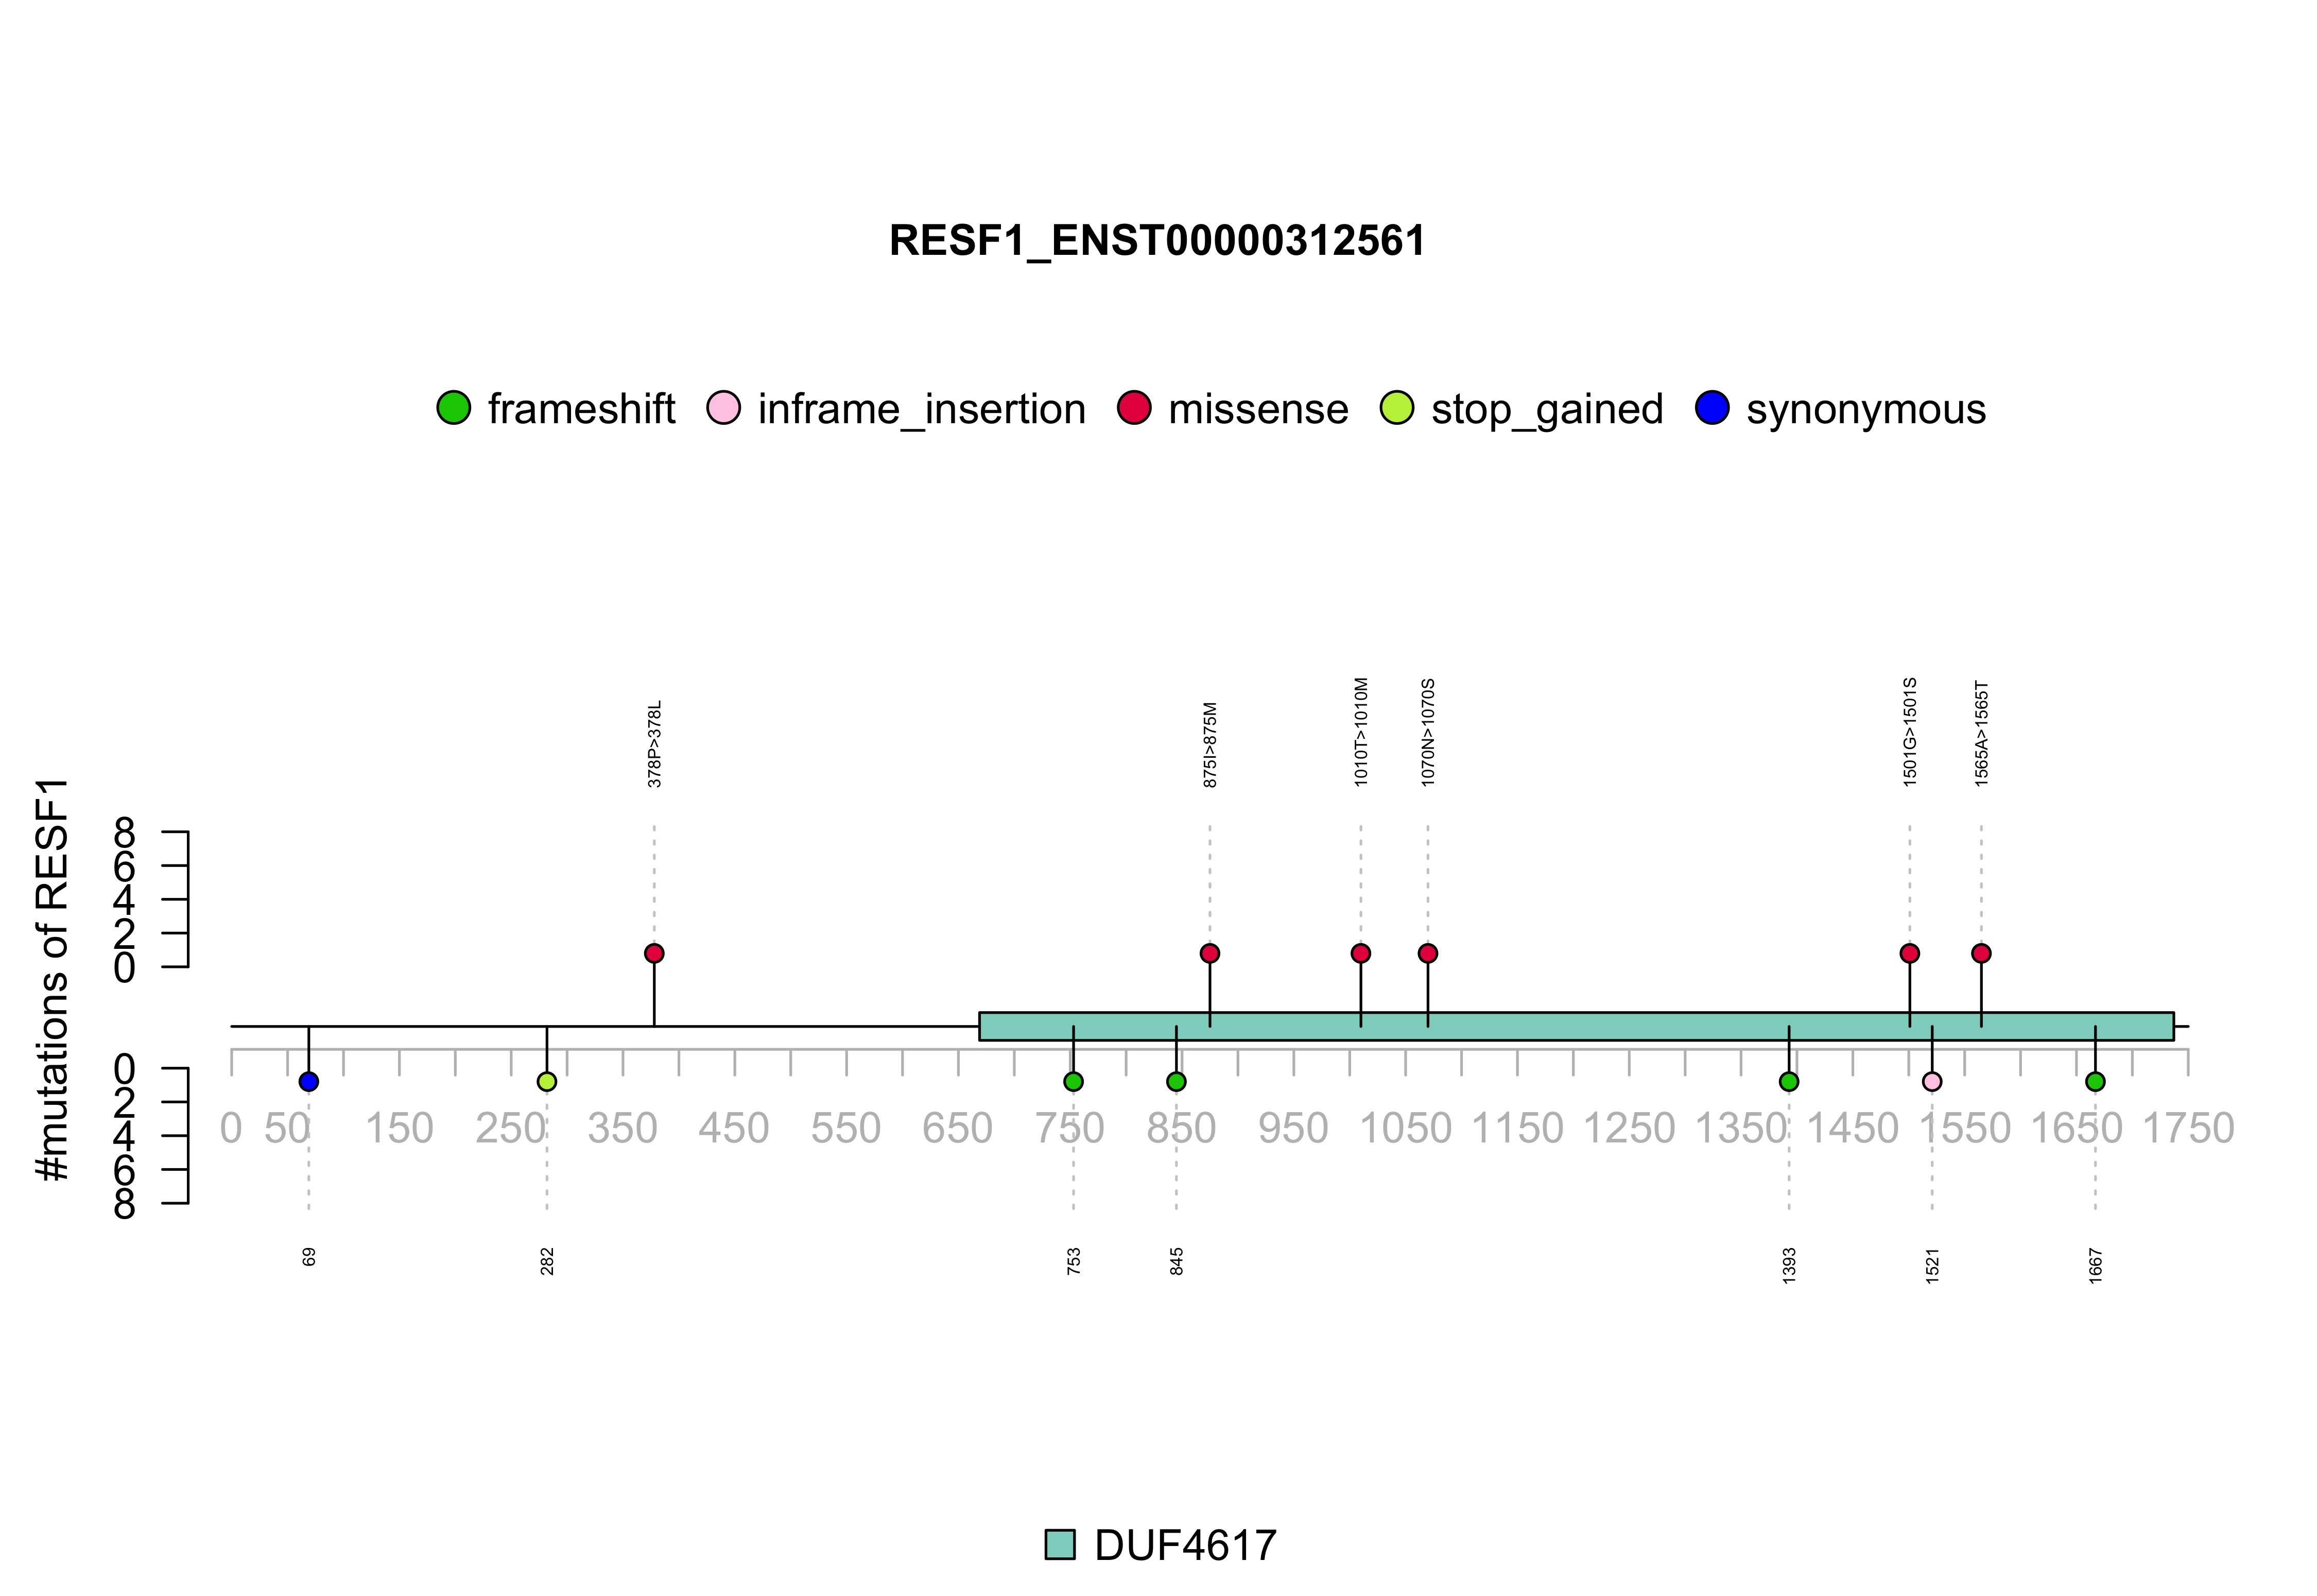 RESF1_ENST00000312561
frameshift inframe_insertion missense stop_gained synonymous
378P>378L 875I>875M 1010T>1010M 1070N>1070S 1501G>1501S 1565A>1565T
#mutations of RESF1
8
6
4
2
0
0
2
4
6
8
0 50 150 250 350 450 550 650 750 850 950 1050 1150 1250 1350 1450 1550 1650 1750
69 282 753 845 1393 1521 1667
DUF4617